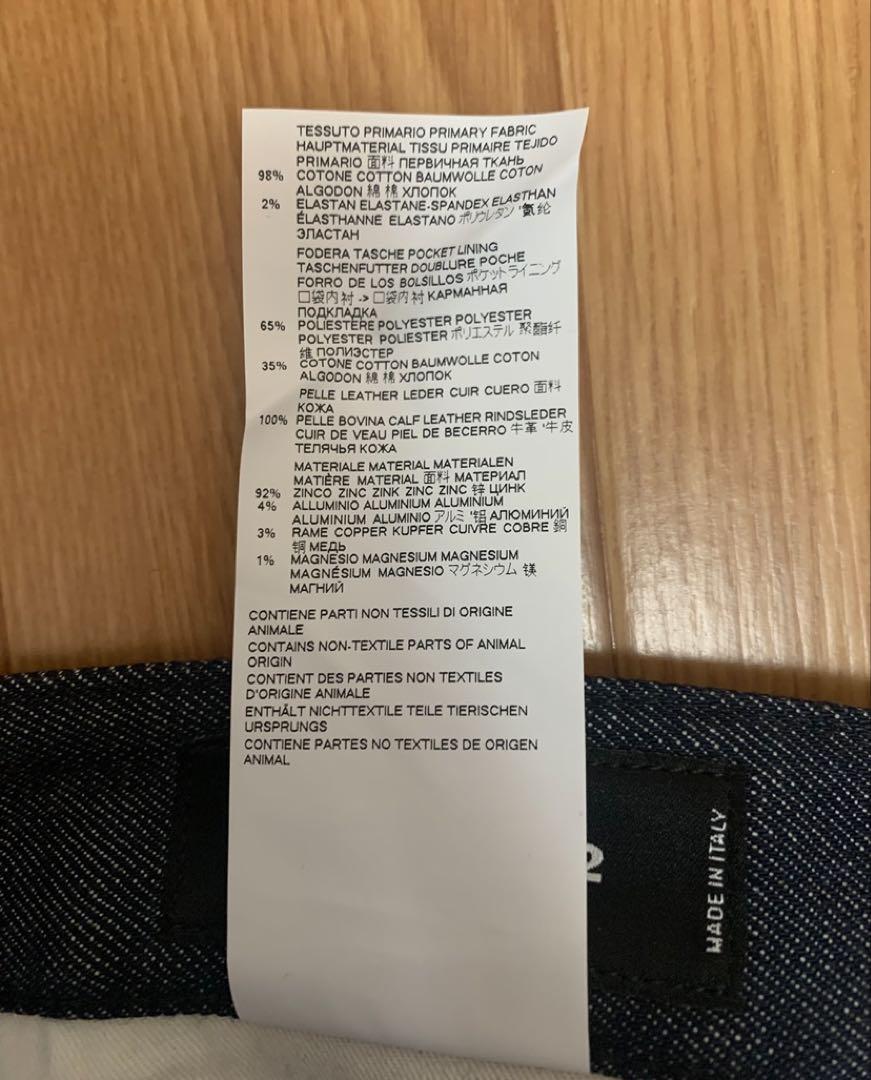 TESSUTO PRIMARIO PRIMARY FABRIC
HAUPTMATERIAL TISSU PRIMAIRE TEJIDO
PRIMARIO 面料 ПЕРВИЧНАЯ ТКАНЬ
98% COTONE COTTON BAUMWOLLE COTON
ALGODON 綿 棉 ХЛОПОК
2% ELASTAN ELASTANE-SPANDEX ELASTHAN
ÉLASTHANNE ELASTANO ポリウレタン '氨纶
ЭЛАСТАН
FODERA TASCHE POCKET LINING
TASCHENFUTTER DOUBLURE POCHE
FORRO DE LOS BOLSILLOS ポケットライニング
口袋内衬 -> 口袋内衬 КАРМАННАЯ
ПОДКЛАДКА
65% POLIESTERE POLYESTER POLYESTER
POLYESTER POLIESTER ポリエステル 聚酯纤
维 ПОЛИЭСТЕР
35% COTONE COTTON BAUMWOLLE COTON
ALGODON 綿 棉 ХЛОПОК
PELLE LEATHER LEDER CUIR CUERO 面料
КОЖА
100% PELLE BOVINA CALF LEATHER RINDSLEDER
CUIR DE VEAU PIEL DE BECERRO 牛革 '牛皮
ТЕЛЯЧЬЯ КОЖА
MATERIALE MATERIAL MATERIALEN
MATIÈRE MATERIAL 面料 МАТЕРИАЛ
92% ZINCO ZINC ZINK ZINC ZINC 锌 ЦИНК
4% ALLUMINIO ALUMINIUM ALUMINIUM
ALUMINIUM ALUMINIO アルミ '铝 АЛЮМИНИЙ
3% RAME COPPER KUPFER CUIVRE COBRE 銅
铜 МЕДЬ
1% MAGNESIO MAGNESIUM MAGNESIUM
MAGNÉSIUM MAGNESIO マグネシウム 镁
МАГНИЙ
CONTIENE PARTI NON TESSILI DI ORIGINE
ANIMALE
CONTAINS NON-TEXTILE PARTS OF ANIMAL
ORIGIN
CONTIENT DES PARTIES NON TEXTILES
D'ORIGINE ANIMALE
ENTHÄLT NICHTTEXTILE TEILE TIERISCHEN
URSPRUNGS
CONTIENE PARTES NO TEXTILES DE ORIGEN
ANIMAL
2
MADE IN ITALY